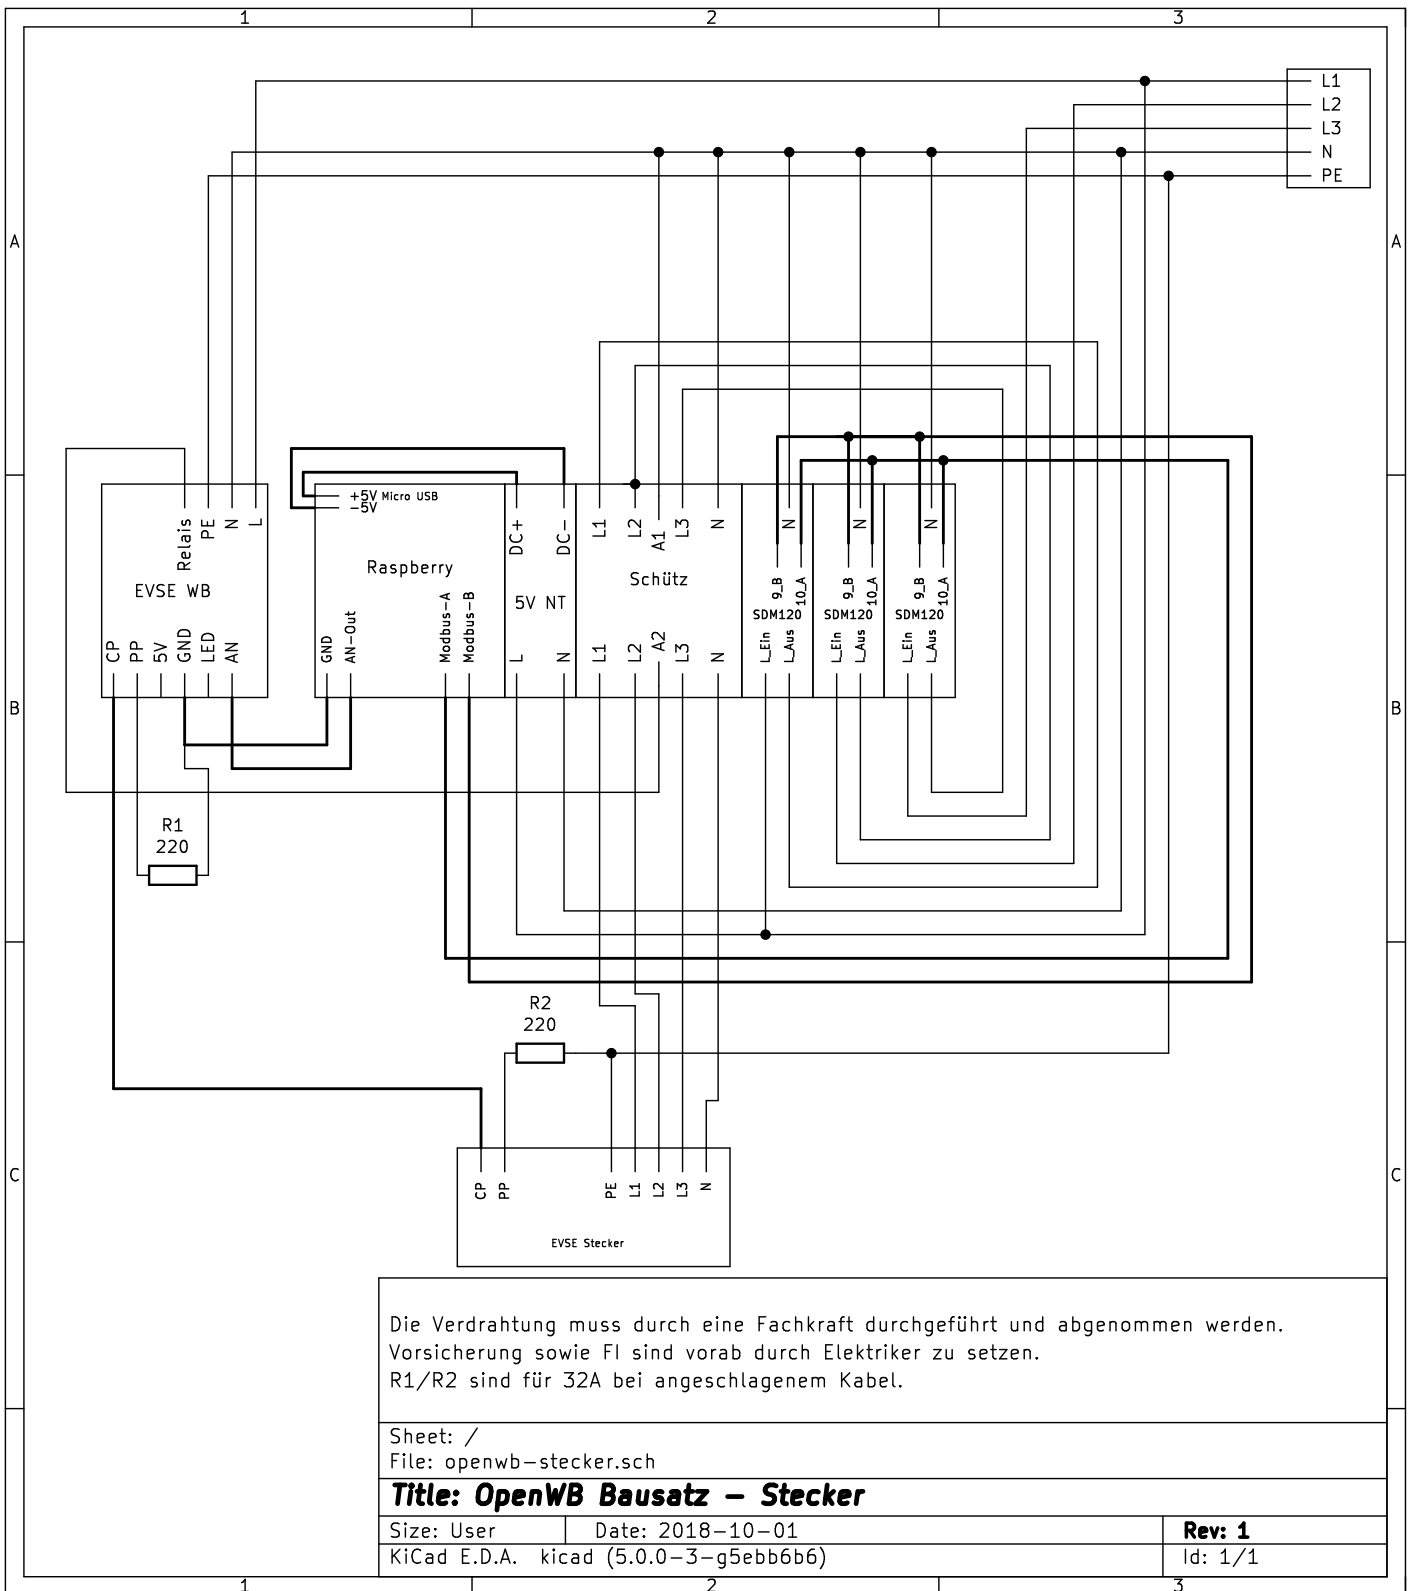 1 2 3
L1
L2
L3
N
PE
A A
Relais
PE
N
L
+5V Micro USB
-5V
DC+
DC-
L1
L2
A1
L3
N
N
N
N
EVSE WB
Raspberry
5V NT
Schütz
9_B
10_A
9_B
10_A
9_B
10_A
SDM120
SDM120
SDM120
CP
PP
5V
GND
LED
AN
GND
AN-Out
Modbus-A
Modbus-B
L
N
L1
L2
A2
L3
N
L_Ein
L_Aus
L_Ein
L_Aus
L_Ein
L_Aus
B B
R1
220
R2
220
C C
CP
PP
PE
L1
L2
L3
N
EVSE Stecker
Die Verdrahtung muss durch eine Fachkraft durchgeführt und abgenommen werden.
Vorsicherung sowie FI sind vorab durch Elektriker zu setzen.
R1/R2 sind für 32A bei angeschlagenem Kabel.
Sheet: /
File: openwb-stecker.sch
Title: OpenWB Bausatz - Stecker
Size: User Date: 2018-10-01 Rev: 1
KiCad E.D.A. kicad (5.0.0-3-g5ebb6b6) Id: 1/1
1 2 3